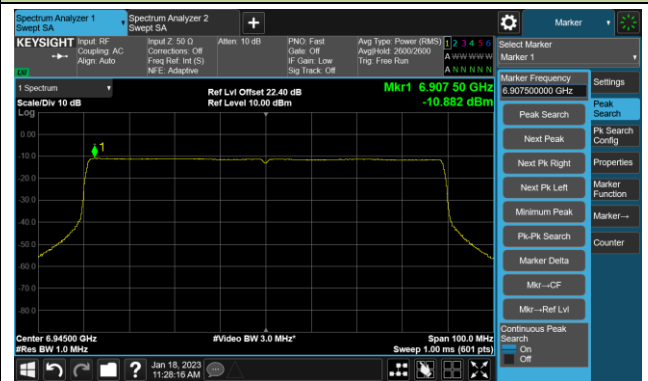 Spectrum Analyzer 1
Swept SA
Spectrum Analyzer 2
Swept SA
+
Marker
KEYSIGHT
Input: RF
Coupling: AC
Align: Auto
Input Z: 50 Ω
Corrections: Off
Freq Ref: Int (S)
NFE: Adaptive
Atten: 10 dB
PNO: Fast
Gate: Off
IF Gain: Low
Sig Track: Off
Avg Type: Power (RMS)
Avg|Hold: 2600/2600
Trig: Free Run
1 2 3 4 5 6
A W W W W W
A N N N N N
Select Marker
Marker 1
LXI
1 Spectrum
Scale/Div 10 dB
Log
Ref Lvl Offset 22.40 dB
Ref Level 10.00 dBm
Mkr1 6.907 50 GHz
-10.882 dBm
0.00
-10.0
-20.0
-30.0
-40.0
-50.0
-60.0
-70.0
-80.0
1
Center 6.94500 GHz
#Res BW 1.0 MHz
#Video BW 3.0 MHz*
Span 100.0 MHz
Sweep 1.00 ms (601 pts)
Marker Frequency
6.907500000 GHz
Peak Search
Next Peak
Next Pk Right
Next Pk Left
Minimum Peak
Pk-Pk Search
Marker Delta
Mkr→CF
Mkr→Ref Lvl
Continuous Peak
Search
On
Off
Settings
Peak
Search
Pk Search
Config
Properties
Marker
Function
Marker→
Counter
?
Jan 18, 2023
11:28:16 AM